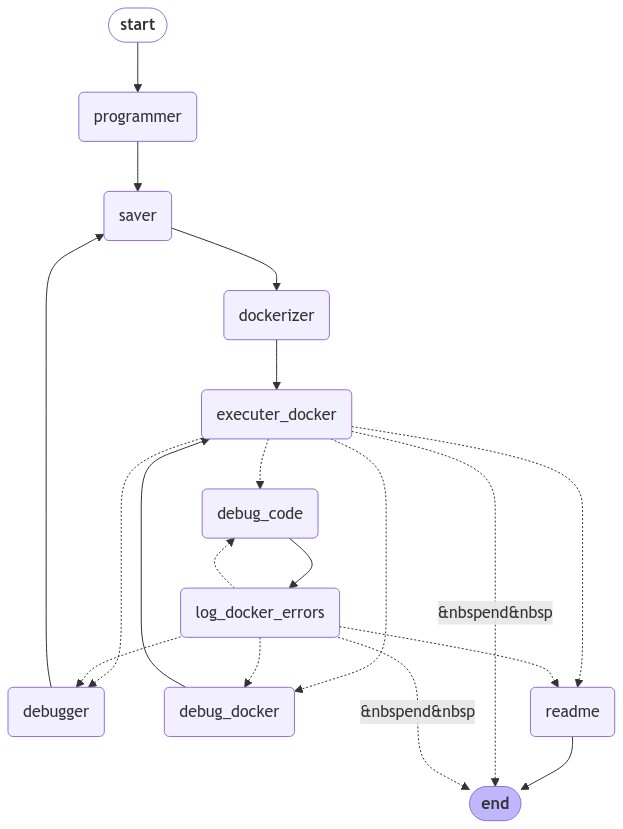 start
programmer
saver
dockerizer
executer_docker
debug_code
log_docker_errors
&nbspend&nbsp
debugger
debug_docker
&nbspend&nbsp
readme
end